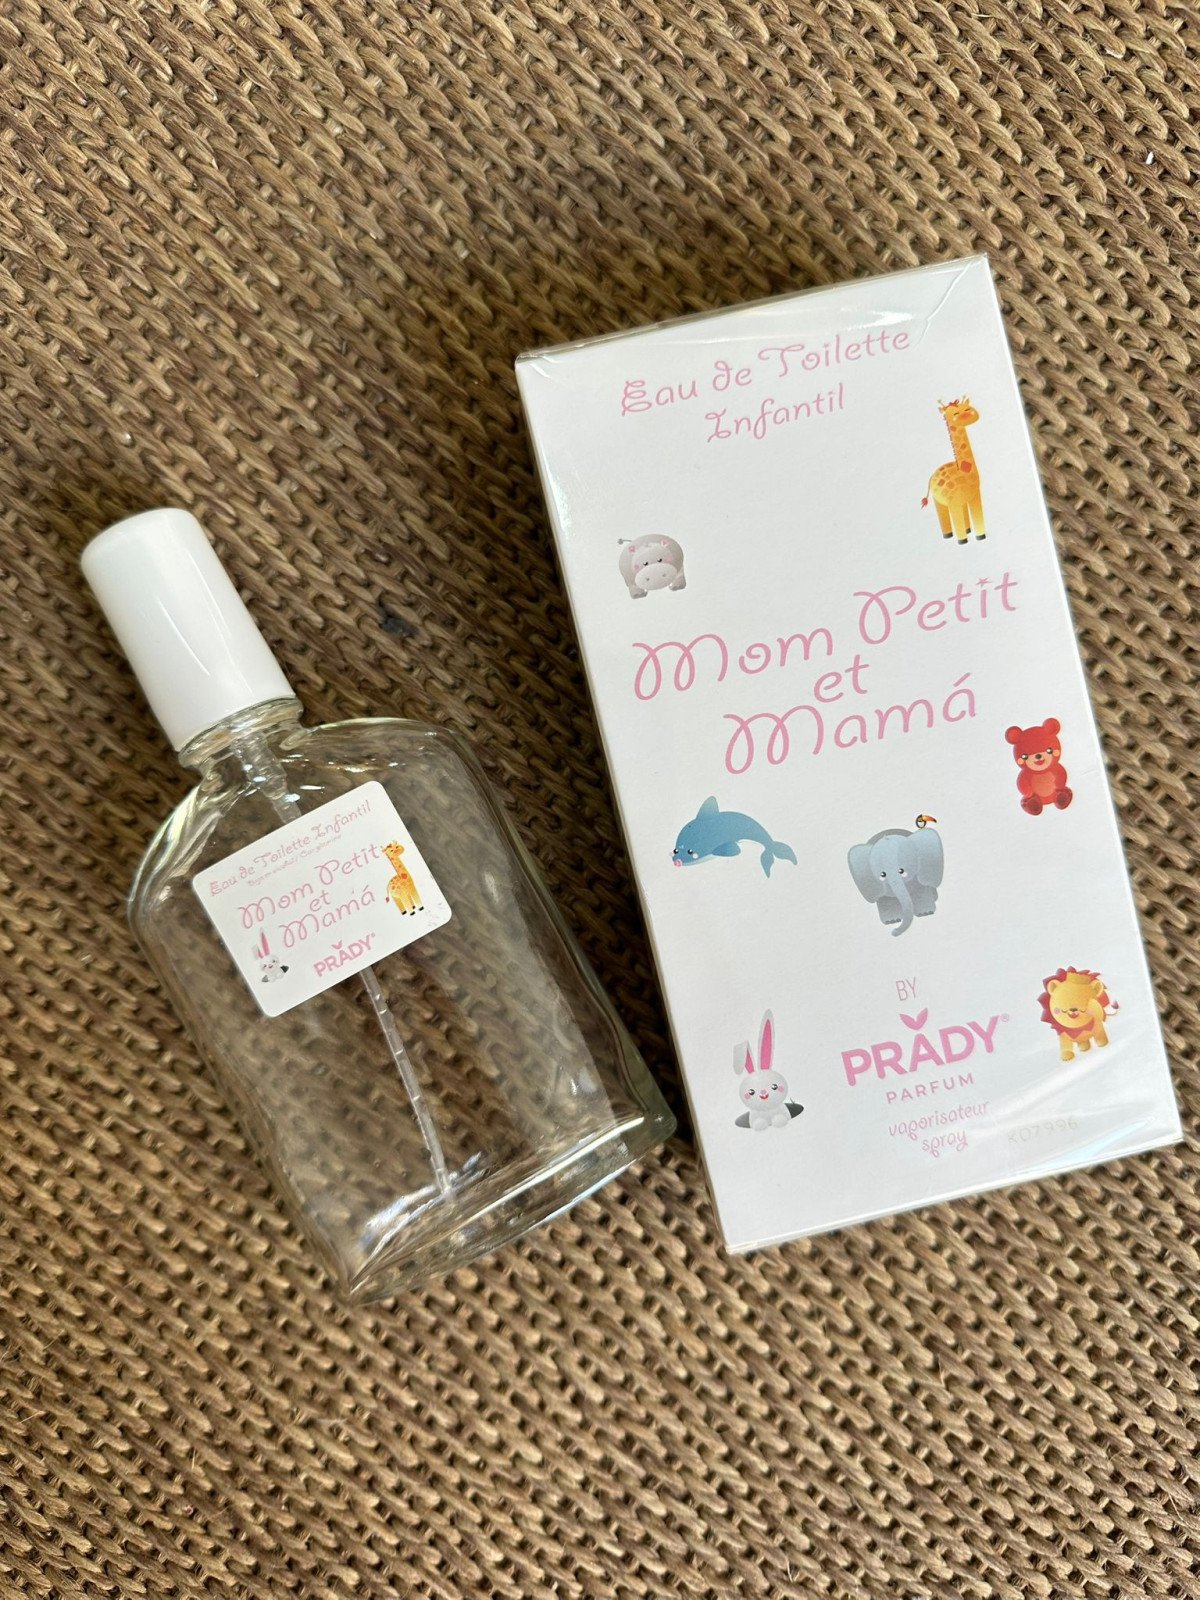 Eau de Toilette
Infantil
Mom Petit
et
Mamá
BY
PRADY®
PARFUM
vaporisateur
spray
K07996
Eau de Toilette Infantil
Mom Petit
et
Mamá
PRADY®